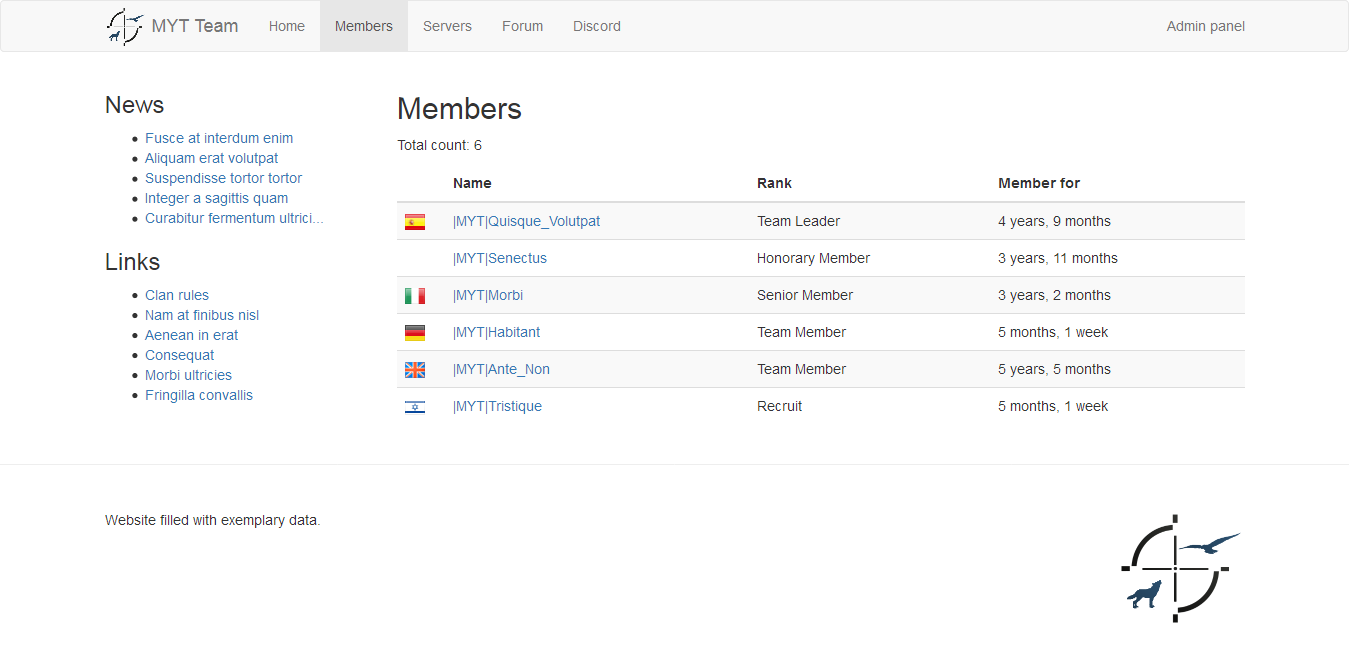 MYT Team Home Members Servers Forum Discord Admin panel
News
Fusce at interdum enim
Aliquam erat volutpat
Suspendisse tortor tortor
Integer a sagittis quam
Curabitur fermentum ultrici...
Links
Clan rules
Nam at finibus nisl
Aenean in erat
Consequat
Morbi ultricies
Fringilla convallis
Members
Total count: 6
Name Rank Member for
|MYT|Quisque_Volutpat Team Leader 4 years, 9 months
|MYT|Senectus Honorary Member 3 years, 11 months
|MYT|Morbi Senior Member 3 years, 2 months
|MYT|Habitant Team Member 5 months, 1 week
|MYT|Ante_Non Team Member 5 years, 5 months
|MYT|Tristique Recruit 5 months, 1 week
Website filled with exemplary data.